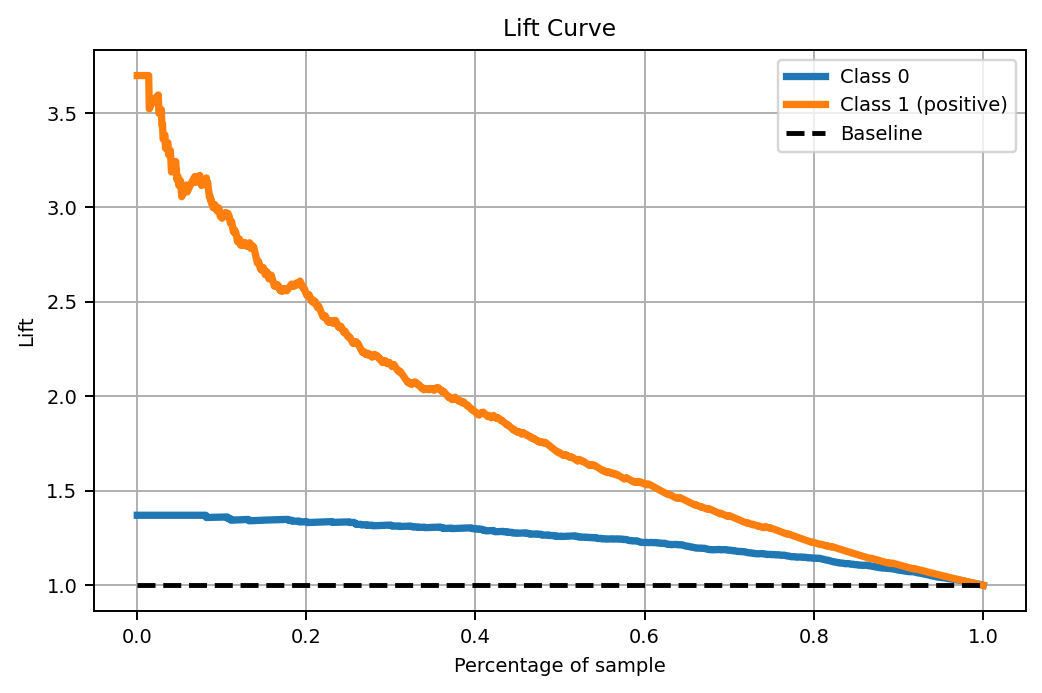 Lift Curve
Class 0
Class 1 (positive)
Baseline
Lift
3.5
3.0
2.5
2.0
1.5
1.0
0.0 0.2 0.4 0.6 0.8 1.0
Percentage of sample